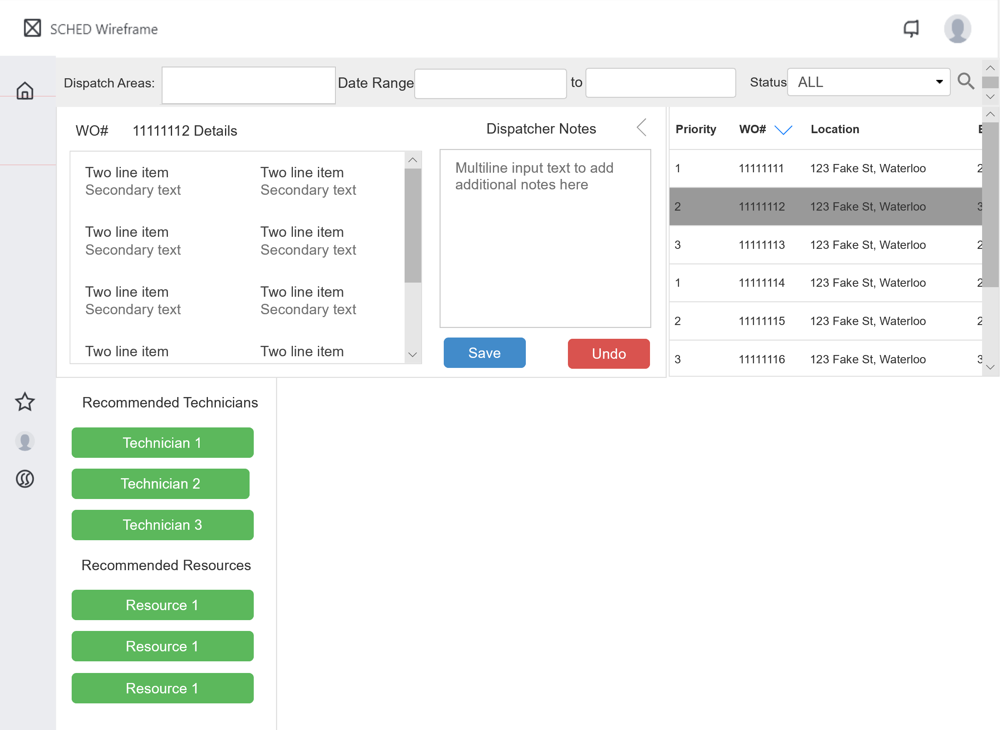 SCHED Wireframe
Dispatch Areas: Date Range to Status ALL
WO# 11111112 Details
Two line item Two line item
Secondary text Secondary text
Two line item Two line item
Secondary text Secondary text
Two line item Two line item
Secondary text Secondary text
Two line item Two line item
Dispatcher Notes
Multiline input text to add
additional notes here
Save Undo
Priority WO# Location
1 11111111 123 Fake St, Waterloo 2
2 11111112 123 Fake St, Waterloo 3
3 11111113 123 Fake St, Waterloo 2
1 11111114 123 Fake St, Waterloo 2
2 11111115 123 Fake St, Waterloo 2
3 11111116 123 Fake St, Waterloo 3
Recommended Technicians
Technician 1
Technician 2
Technician 3
Recommended Resources
Resource 1
Resource 1
Resource 1